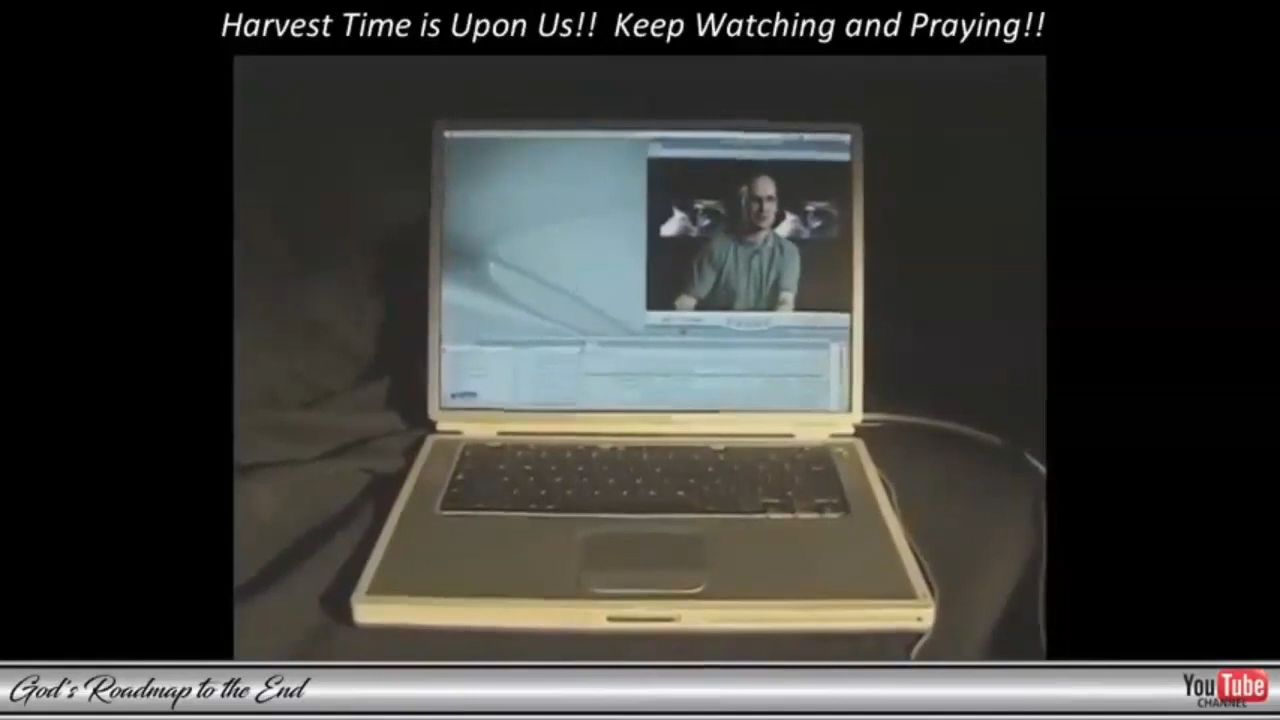 Harvest Time is Upon Us!! Keep Watching and Praying!!
God's Roadmap to the End
YouTube
CHANNEL